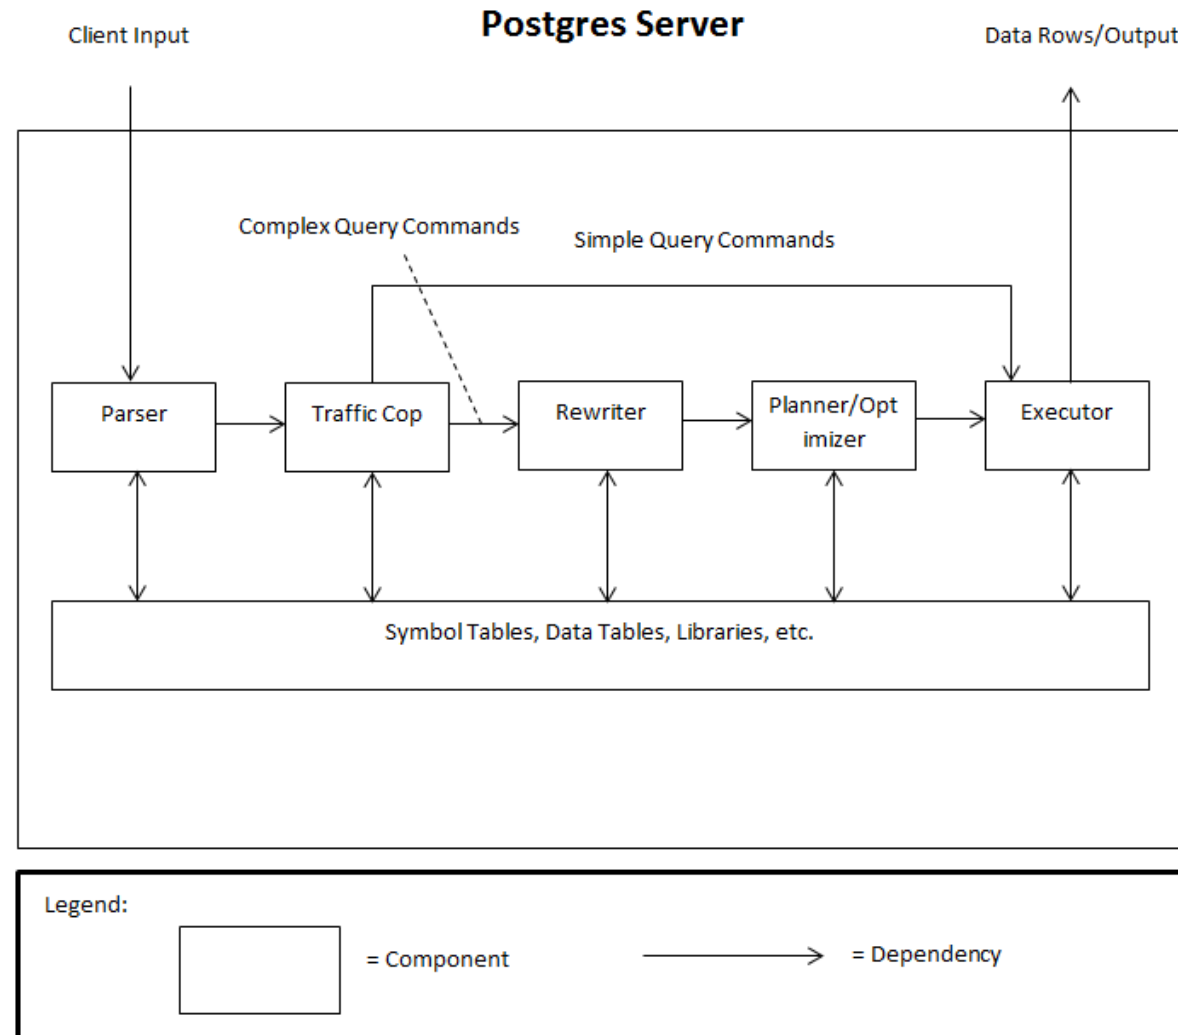 Postgres Server
Client Input
Data Rows/Output
Complex Query Commands
Simple Query Commands
Parser
Traffic Cop
Rewriter
Planner/Opt
imizer
Executor
Symbol Tables, Data Tables, Libraries, etc.
Legend:
= Component
= Dependency